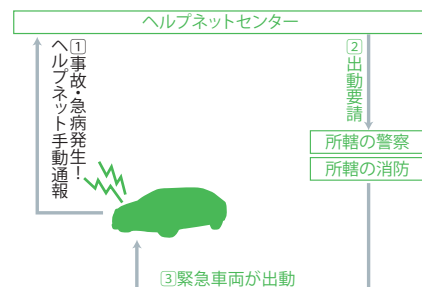 ヘルプネットセンター
1事故・急病発生!
ヘルプネット手動通報
2出動要請
所轄の警察
所轄の消防
3緊急車両が出動